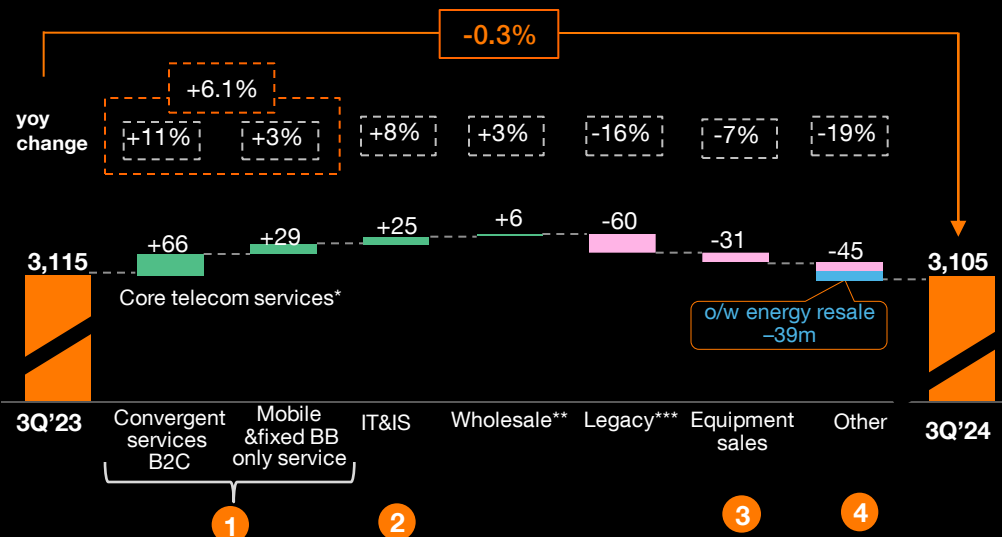 -0.3%
+6.1%
yoy
change
+11%
+3%
+8%
+3%
-16%
-7%
-19%
3,115
+66
+29
+25
+6
-60
-31
-45
3,105
Core telecom services*
o/w energy resale
–39m
3Q'23
Convergent
services
B2C
Mobile
&fixed BB
only service
IT&IS
Wholesale**
Legacy***
Equipment
sales
Other
3Q'24
1
2
3
4